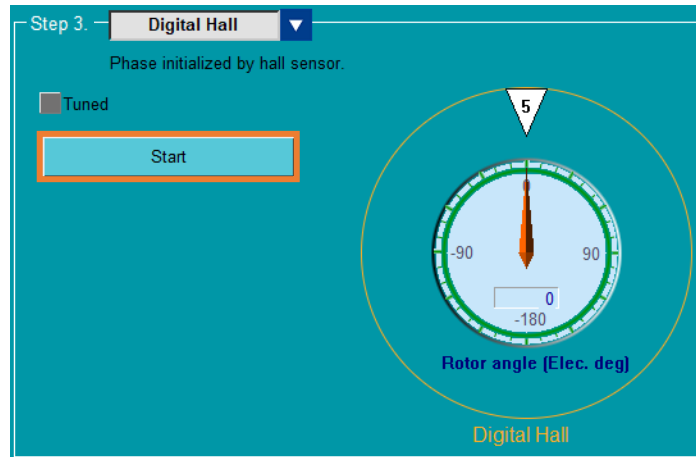 Step 3.
Digital Hall
Phase initialized by hall sensor.
Tuned
Start
5
-90
90
0
-180
Rotor angle (Elec. deg)
Digital Hall